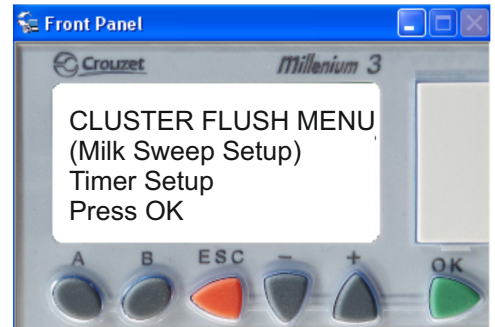 Front Panel
Crouzet
Millenium 3
CLUSTER FLUSH MENU
(Milk Sweep Setup)
Timer Setup
Press OK
A B ESC - + OK